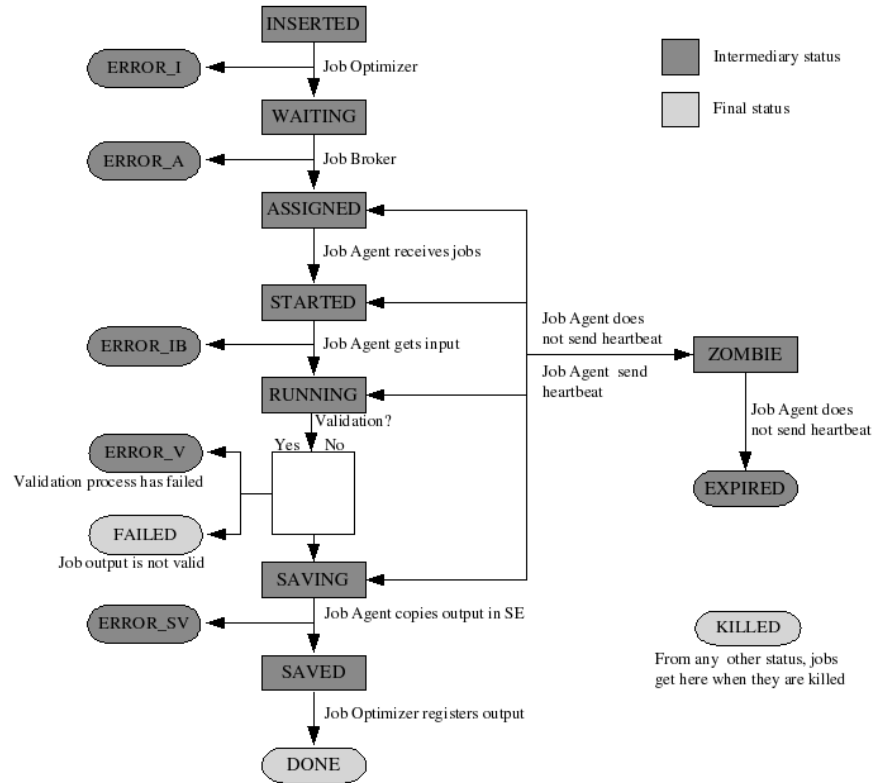 INSERTED
Job Optimizer
ERROR_I
WAITING
Job Broker
ERROR_A
ASSIGNED
Job Agent receives jobs
STARTED
Job Agent gets input
ERROR_IB
RUNNING
Validation?
Yes
No
ERROR_V
Validation process has failed
FAILED
Job output is not valid
SAVING
Job Agent copies output in SE
ERROR_SV
SAVED
Job Optimizer registers output
DONE
Intermediary status
Final status
Job Agent does
not send heartbeat
Job Agent send
heartbeat
ZOMBIE
Job Agent does
not send heartbeat
EXPIRED
KILLED
From any other status, jobs
get here when they are killed